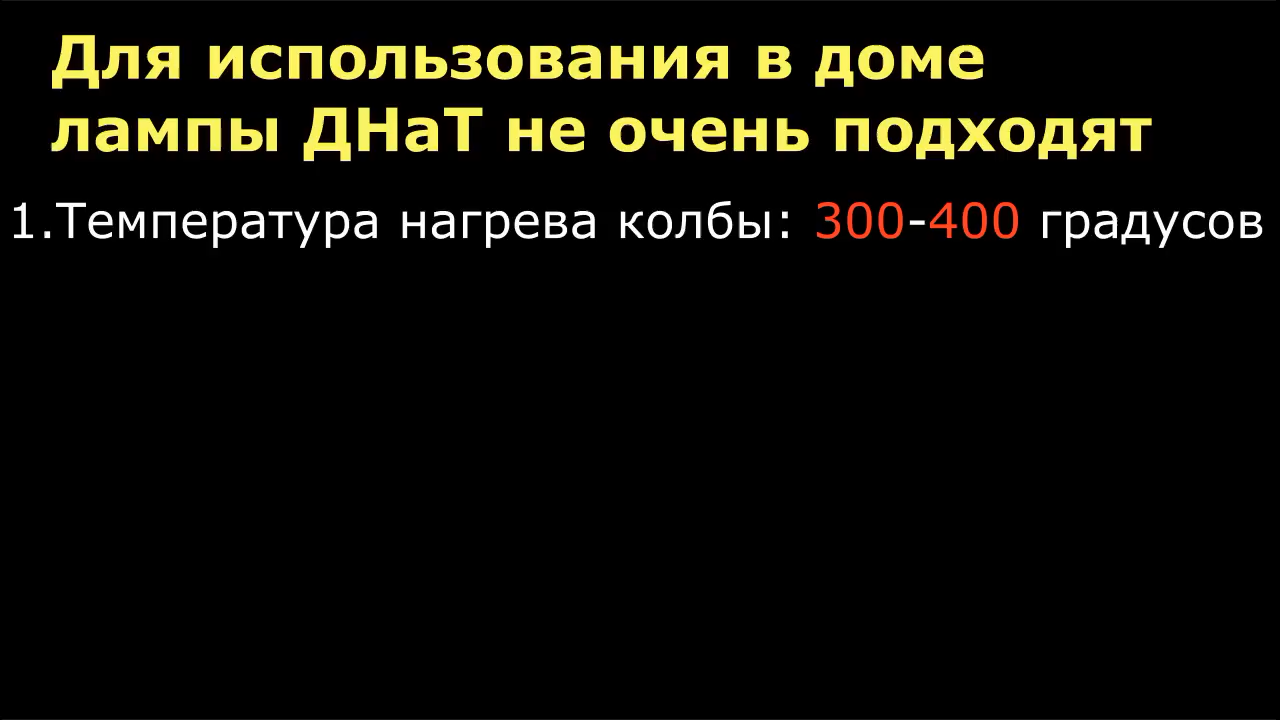 Для использования в доме
лампы ДНаТ не очень подходят
1.Температура нагрева колбы: 300-400 градусов